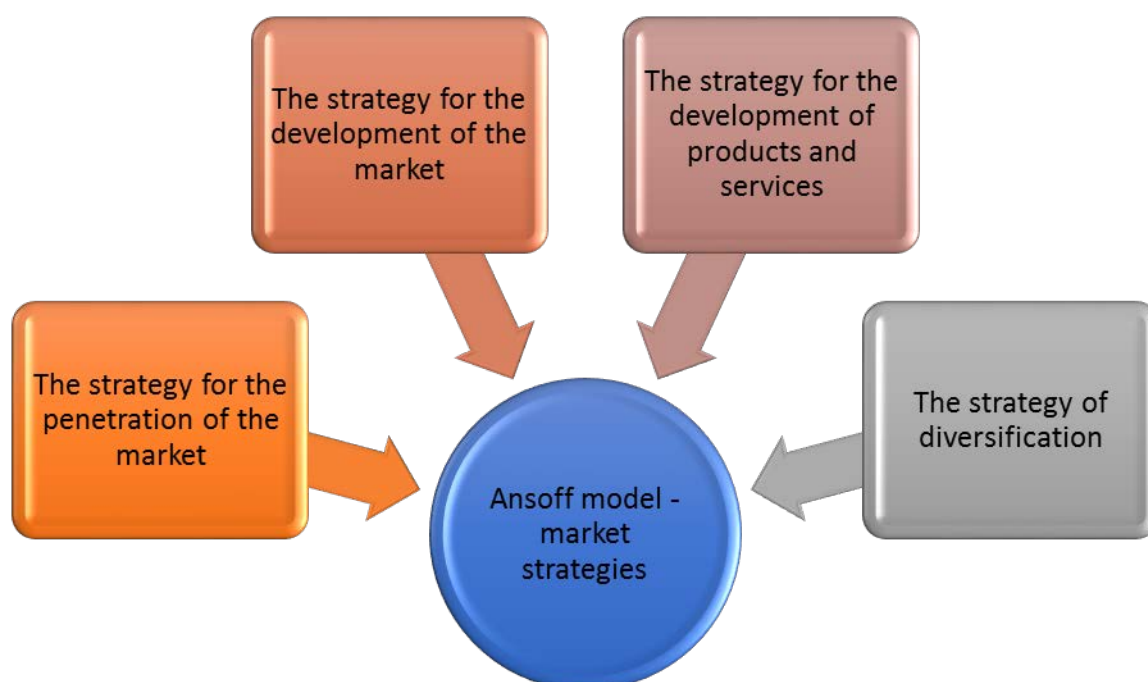 The strategy for the
development of the
market
The strategy for the
development of
products and
services
The strategy for the
penetration of the
market
The strategy of
diversification
Ansoff model -
market
strategies